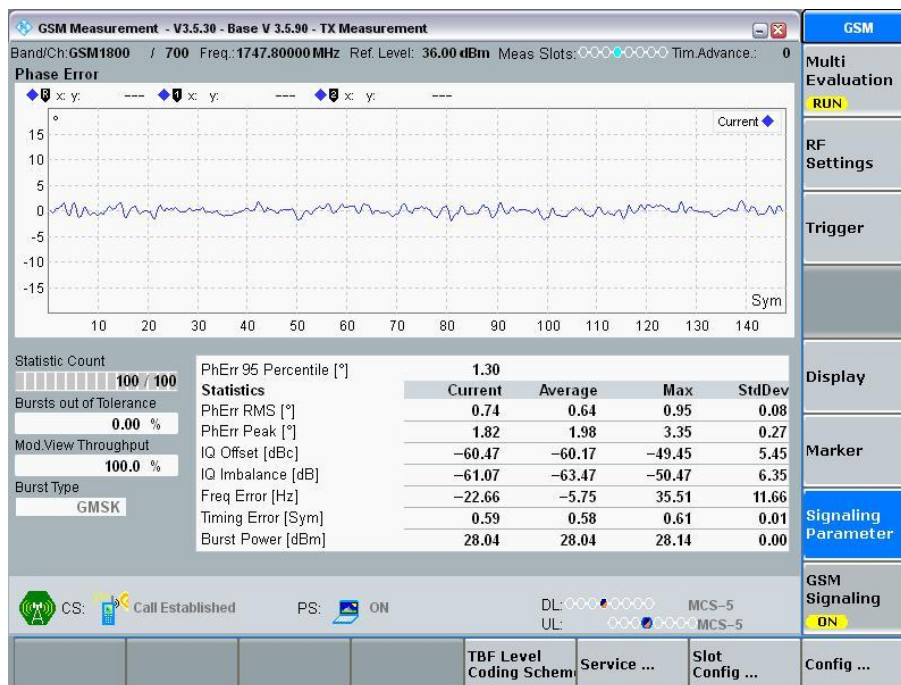 GSM Measurement - V3.5.30 - Base V 3.5.90 - TX Measurement
GSM
Band/Ch:GSM1800 / 700 Freq.:1747.80000 MHz Ref. Level: 36.00 dBm Meas Slots: Tim.Advance.: 0
Phase Error
Multi Evaluation
RUN
R x: y: --- 1 x: y: --- 2 x: y: ---
°
Current
15
10
5
0
-5
-10
-15
Sym
10 20 30 40 50 60 70 80 90 100 110 120 130 140
RF Settings
Trigger
Statistic Count
100 / 100
Bursts out of Tolerance
0.00 %
Mod.View Throughput
100.0 %
Burst Type
GMSK
PhErr 95 Percentile [°] 1.30
Statistics Current Average Max StdDev
PhErr RMS [°] 0.74 0.64 0.95 0.08
PhErr Peak [°] 1.82 1.98 3.35 0.27
IQ Offset [dBc] −60.47 −60.17 −49.45 5.45
IQ Imbalance [dB] −61.07 −63.47 −50.47 6.35
Freq Error [Hz] −22.66 −5.75 35.51 11.66
Timing Error [Sym] 0.59 0.58 0.61 0.01
Burst Power [dBm] 28.04 28.04 28.14 0.00
Display
Marker
Signaling Parameter
GSM Signaling
ON
CS: Call Established PS: ON DL: MCS−5
UL: MCS−5
TBF Level
Coding Schem
Service ...
Slot
Config ...
Config ...